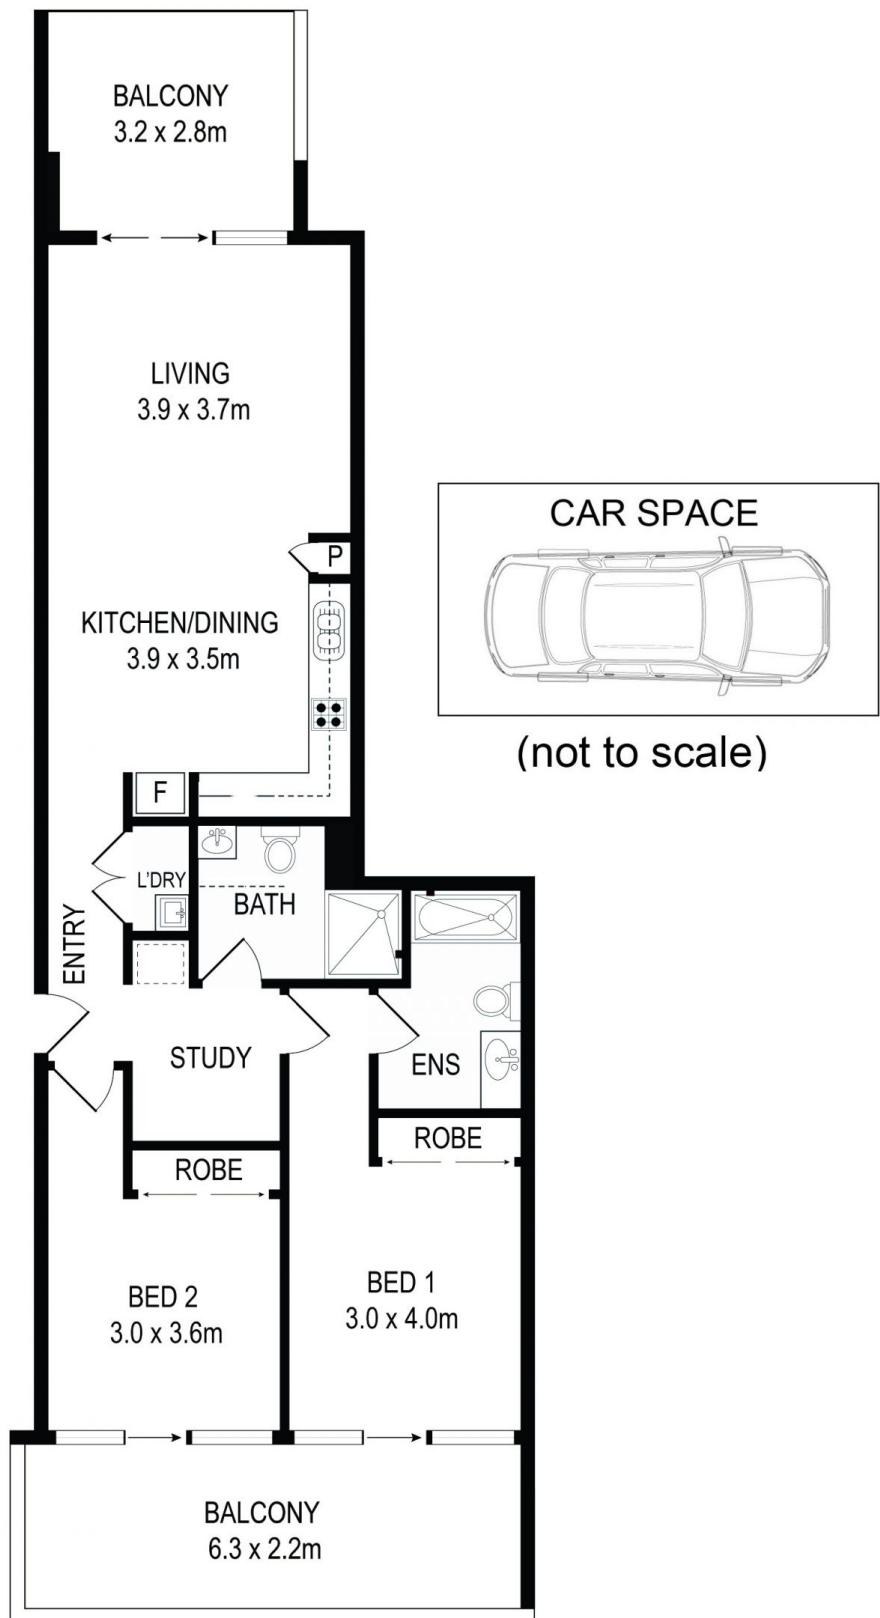 BALCONY
3.2 x 2.8m
LIVING
3.9 x 3.7m
P
CAR SPACE
KITCHEN/DINING
3.9 x 3.5m
(not to scale)
F
L'DRY
BATH
ENTRY
STUDY
ENS
ROBE
ROBE
BED 1
3.0 x 4.0m
BED 2
3.0 x 3.6m
BALCONY
6.3 x 2.2m